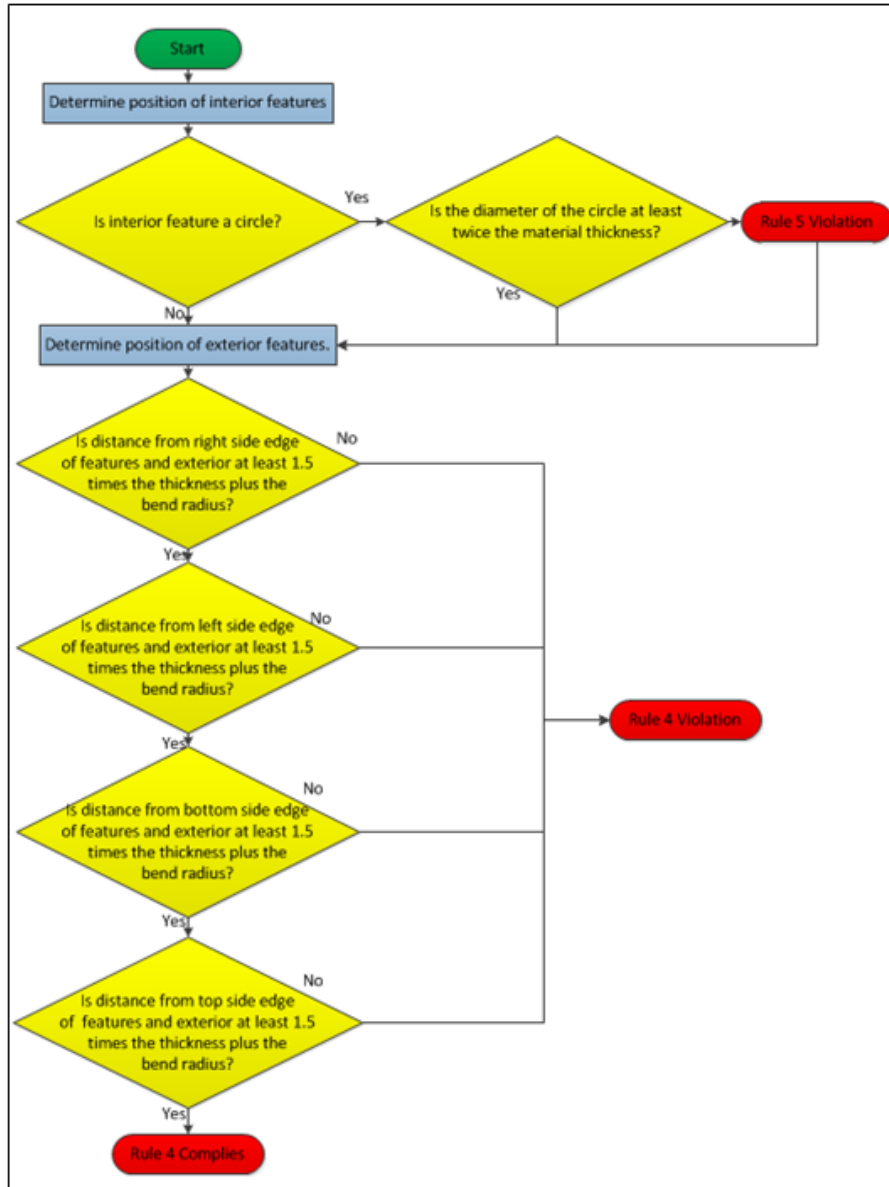 Start
Determine position of interior features
Is interior feature a circle?
Yes
Is the diameter of the circle at least
twice the material thickness?
Rule 5 Violation
Yes
No
Determine position of exterior features.
Is distance from right side edge
of features and exterior at least 1.5
times the thickness plus the
bend radius?
No
Yes
Is distance from left side edge
of features and exterior at least 1.5
times the thickness plus the
bend radius?
No
Rule 4 Violation
Yes
Is distance from bottom side edge
of features and exterior at least 1.5
times the thickness plus the
bend radius?
No
Yes
Is distance from top side edge
of features and exterior at least 1.5
times the thickness plus the
bend radius?
No
Yes
Rule 4 Complies